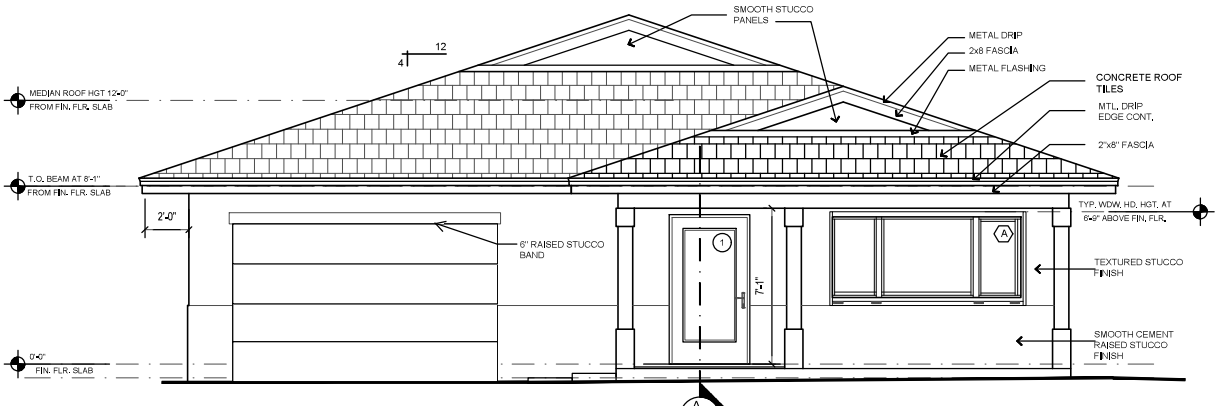 SMOOTH STUCCO
PANELS
METAL DRIP
2x8 FASCIA
METAL FLASHING
12
4
CONCRETE ROOF
TILES
MEDIAN ROOF HGT 12'-0"
FROM FIN. FLR. SLAB
MTL. DRIP
EDGE CONT.
2"x8" FASCIA
T.O. BEAM AT 8'-1"
FROM FIN. FLR. SLAB
TYP. WDW. HD. HGT. AT
6'-9" ABOVE FIN. FLR.
2'-0"
6" RAISED STUCCO
BAND
1
A
7'-1"
TEXTURED STUCCO
FINISH
SMOOTH CEMENT
RAISED STUCCO
FINISH
0'-0"
FIN. FLR. SLAB
A